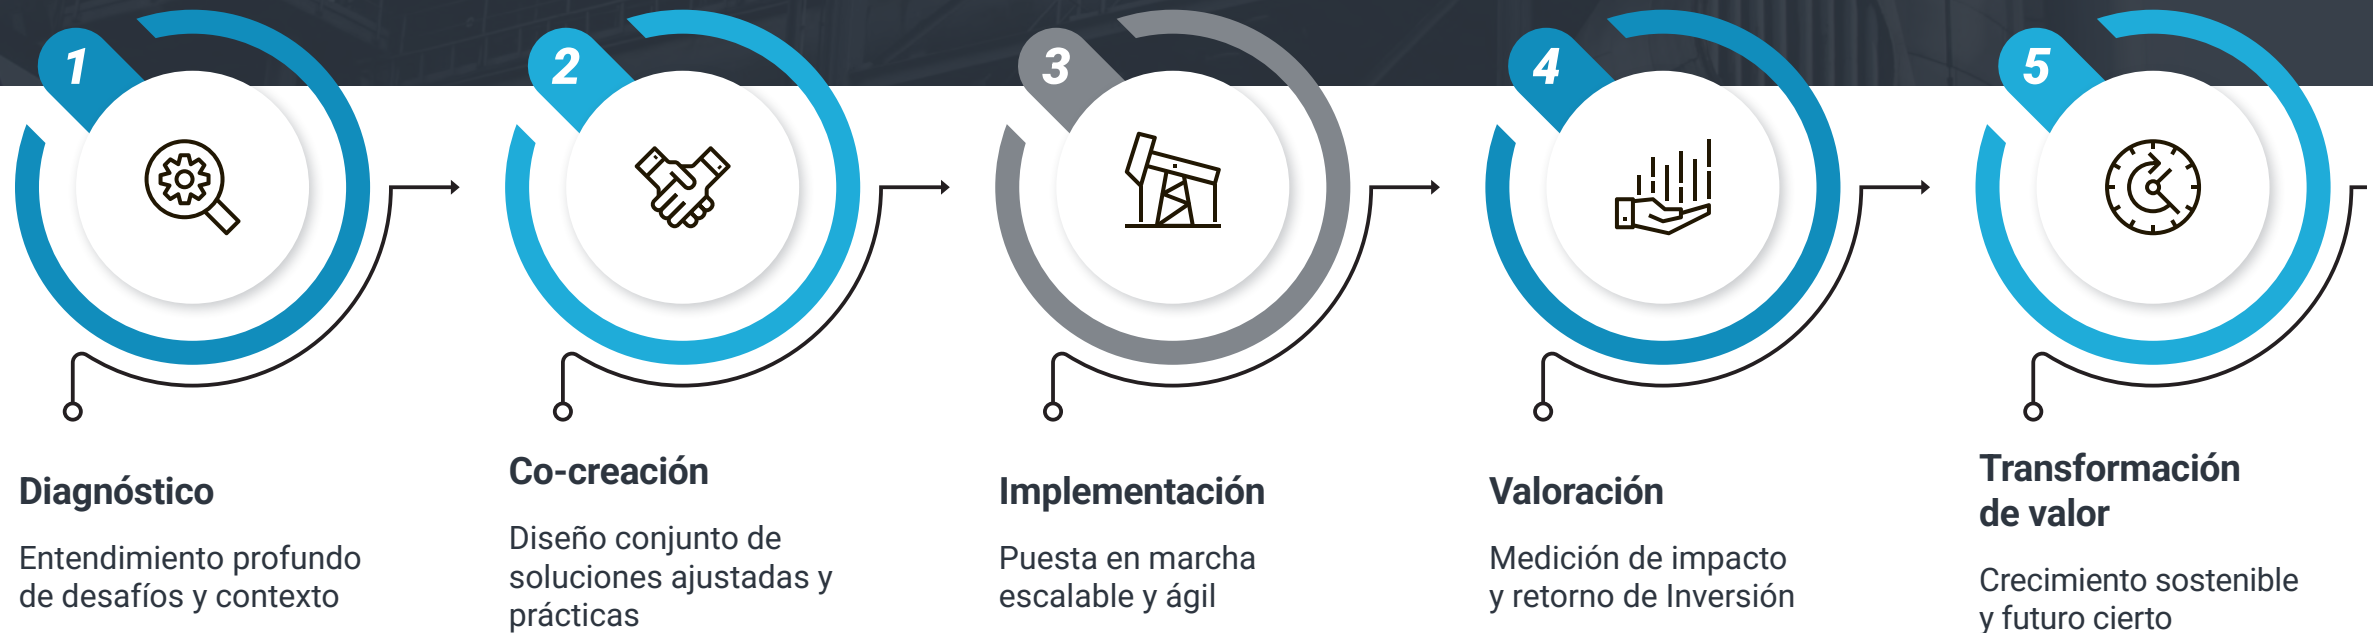 1
Diagnóstico
Entendimiento profundo
de desafíos y contexto
2
Co-creación
Diseño conjunto de
soluciones ajustadas y
prácticas
3
Implementación
Puesta en marcha
escalable y ágil
4
Valoración
Medición de impacto
y retorno de Inversión
5
Transformación
de valor
Crecimiento sostenible
y futuro cierto